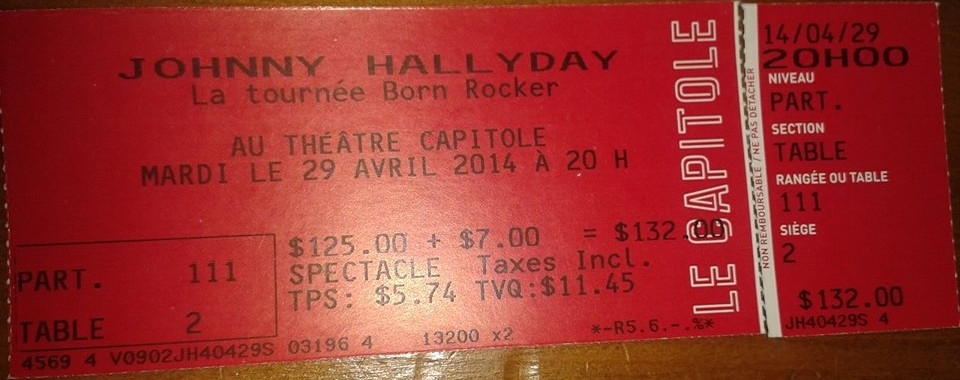 JOHNNY HALLYDAY
La tournée Born Rocker
AU THÉÂTRE CAPITOLE
MARDI LE 29 AVRIL 2014 À 20 H
$125.00 + $7.00 = $132.00
SPECTACLE Taxes Incl.
TPS: $5.74 TVQ:$11.45
PART. 111
TABLE 2
4569 4 V0902JH40429S 03196 4 13200 x2 *-R5.6.-.%*
LE CAPITOLE
NON REMBOURSABLE / NE PAS DÉTACHER
14/04/29
20H00
NIVEAU
PART.
SECTION
TABLE
RANGÉE OU TABLE
111
SIÈGE
2
$132.00
JH40429S 4